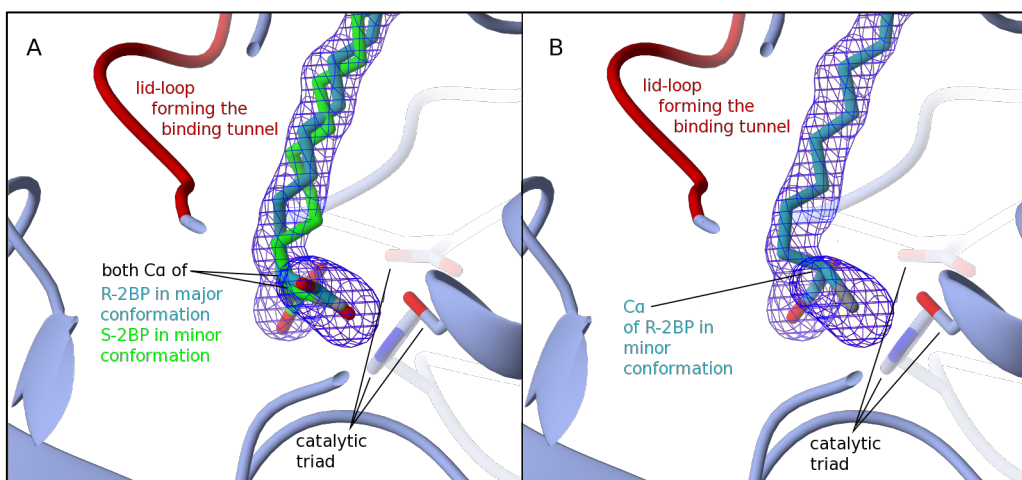 A
lid-loop
forming the
binding tunnel
both Cα of
R-2BP in major
conformation
S-2BP in minor
conformation
catalytic
triad
B
lid-loop
forming the
binding tunnel
Cα
of R-2BP in
minor
conformation
catalytic
triad